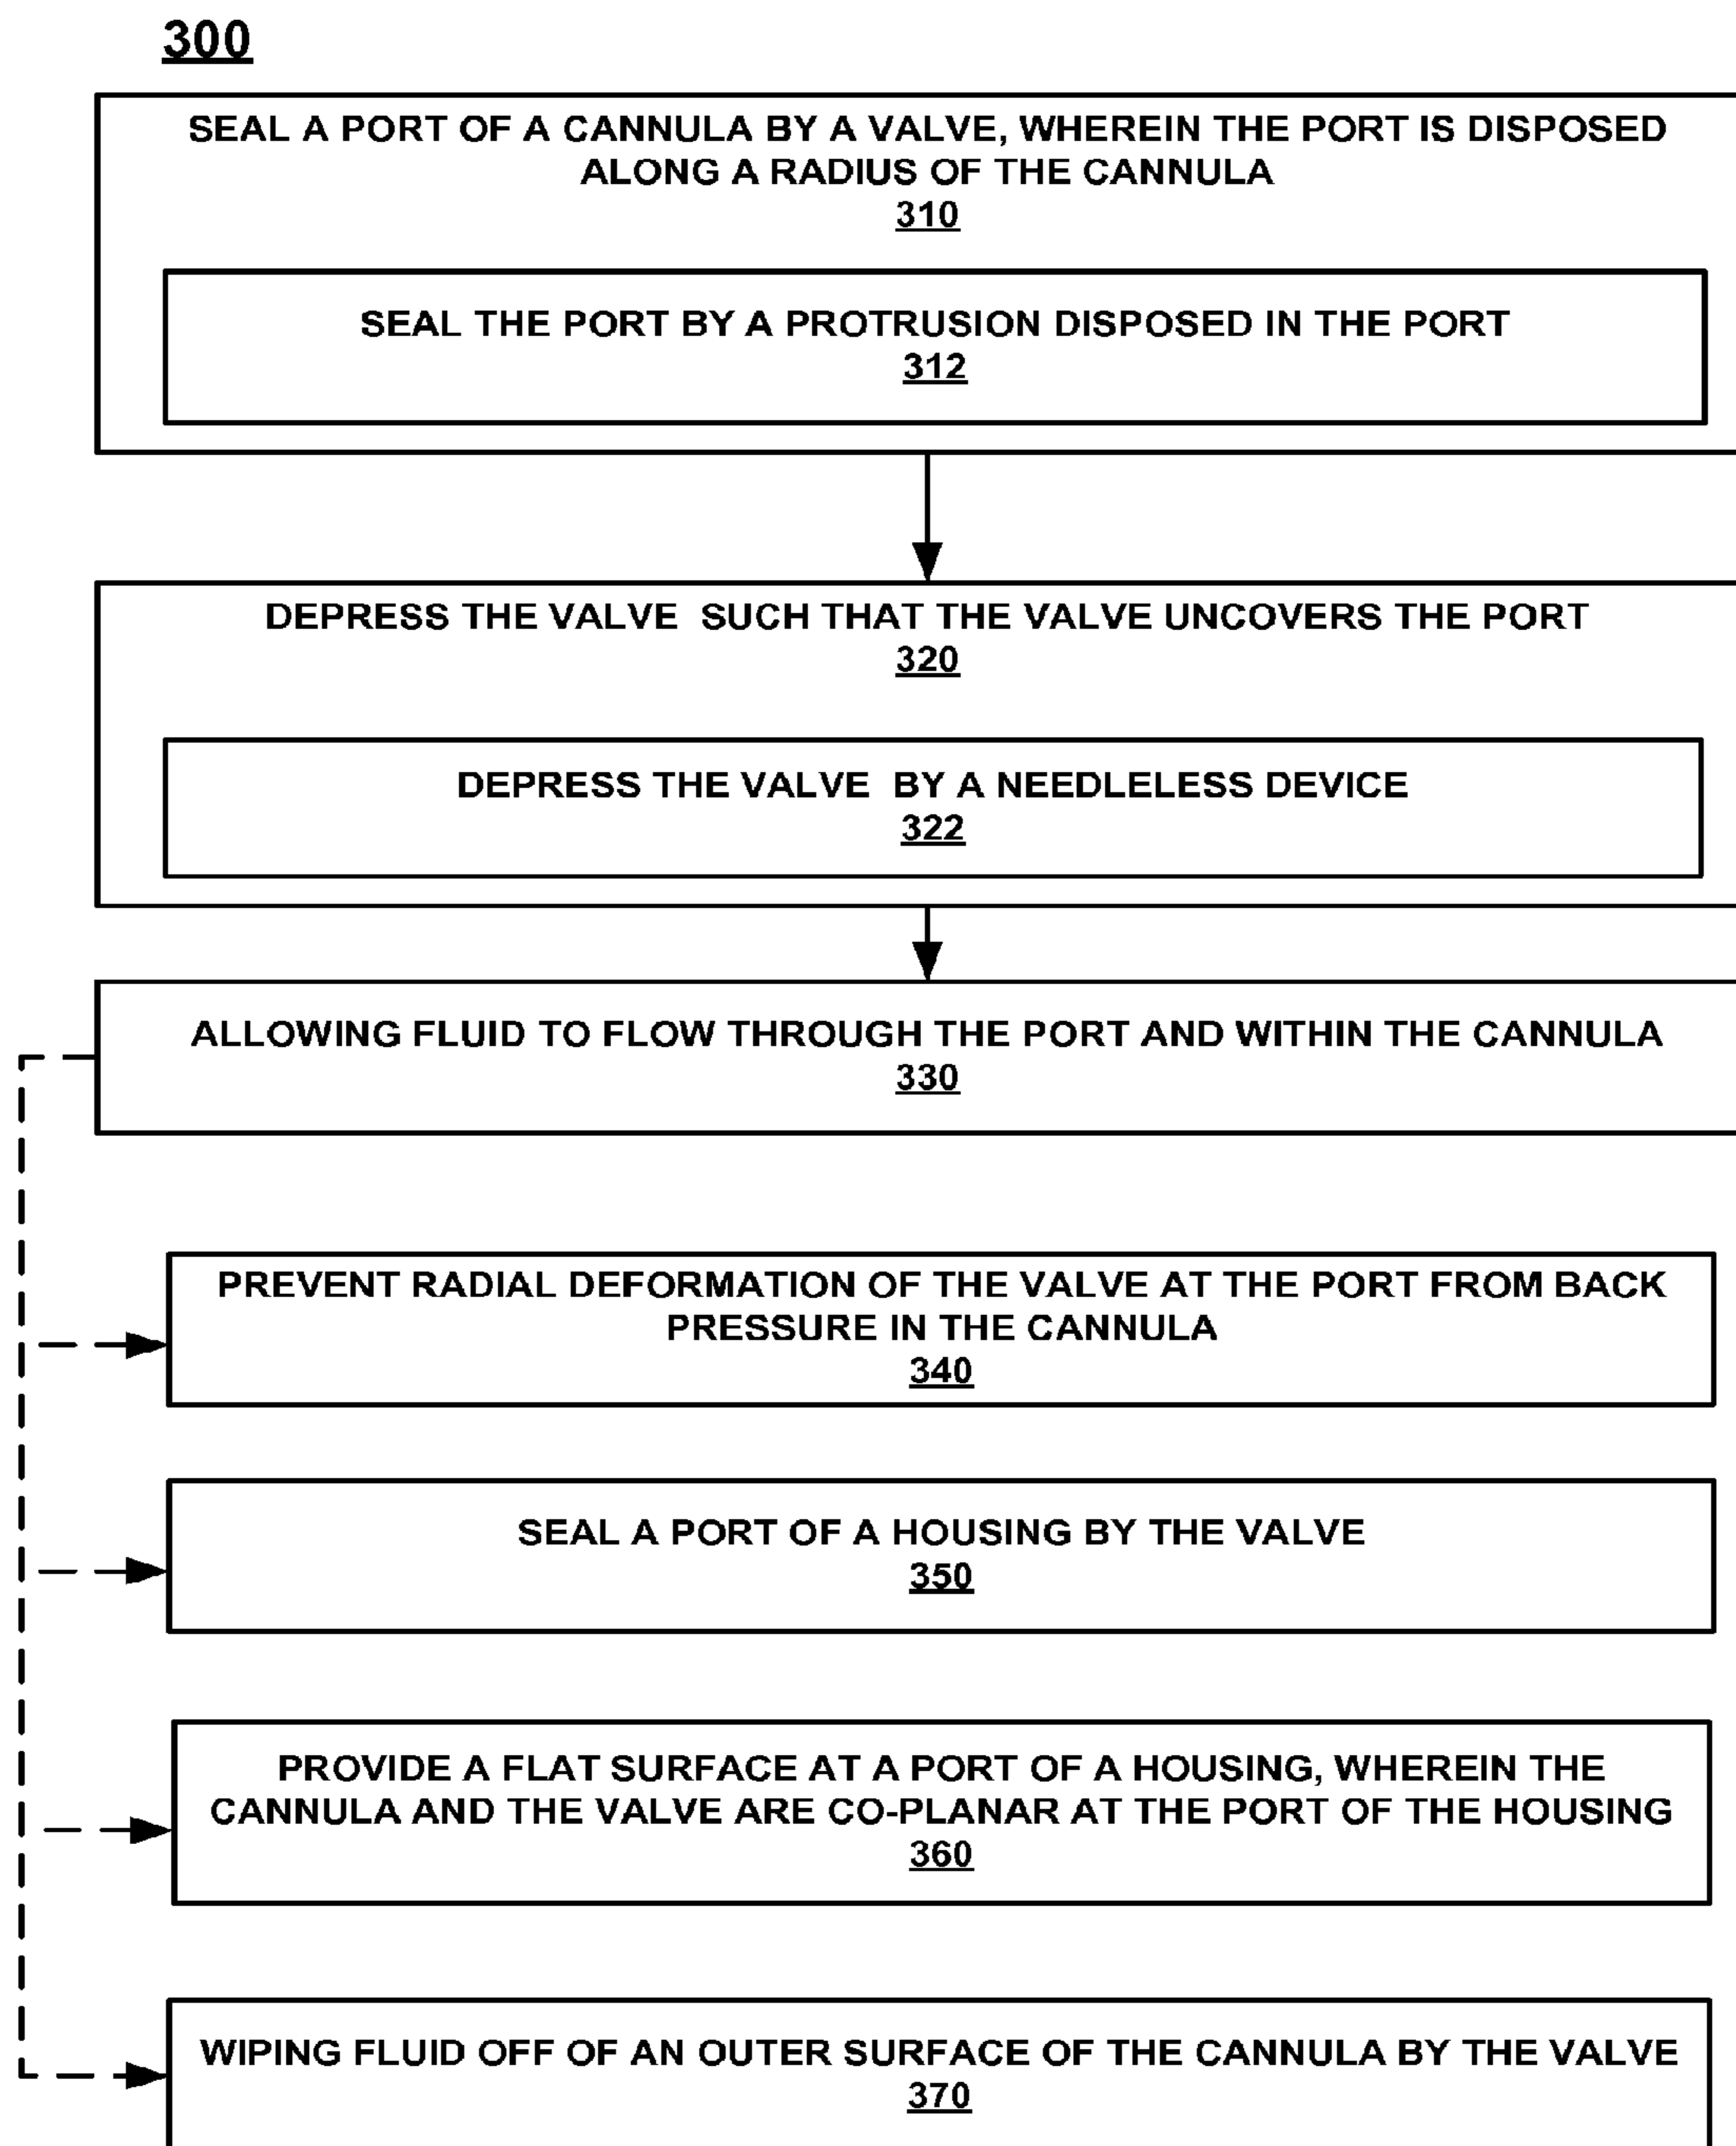 300
SEAL A PORT OF A CANNULA BY A VALVE, WHEREIN THE PORT IS DISPOSED
ALONG A RADIUS OF THE CANNULA
310
SEAL THE PORT BY A PROTRUSION DISPOSED IN THE PORT
312
DEPRESS THE VALVE SUCH THAT THE VALVE UNCOVERS THE PORT
320
DEPRESS THE VALVE BY A NEEDLELESS DEVICE
322
ALLOWING FLUID TO FLOW THROUGH THE PORT AND WITHIN THE CANNULA
330
PREVENT RADIAL DEFORMATION OF THE VALVE AT THE PORT FROM BACK
PRESSURE IN THE CANNULA
340
SEAL A PORT OF A HOUSING BY THE VALVE
350
PROVIDE A FLAT SURFACE AT A PORT OF A HOUSING, WHEREIN THE
CANNULA AND THE VALVE ARE CO-PLANAR AT THE PORT OF THE HOUSING
360
WIPING FLUID OFF OF AN OUTER SURFACE OF THE CANNULA BY THE VALVE
370